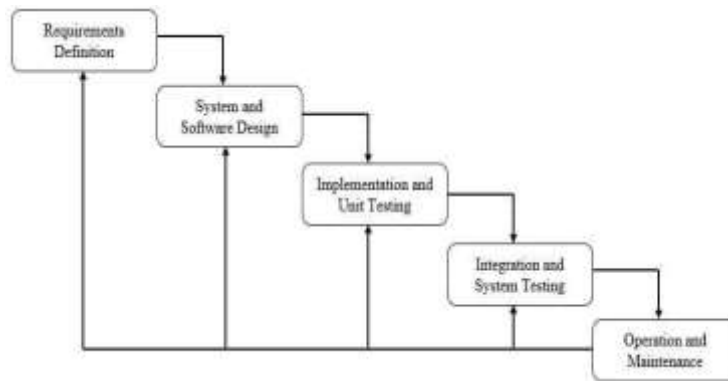 Requirements
Definition
System and
Software Design
Implementation and
Unit Testing
Integration and
System Testing
Operation and
Maintenance